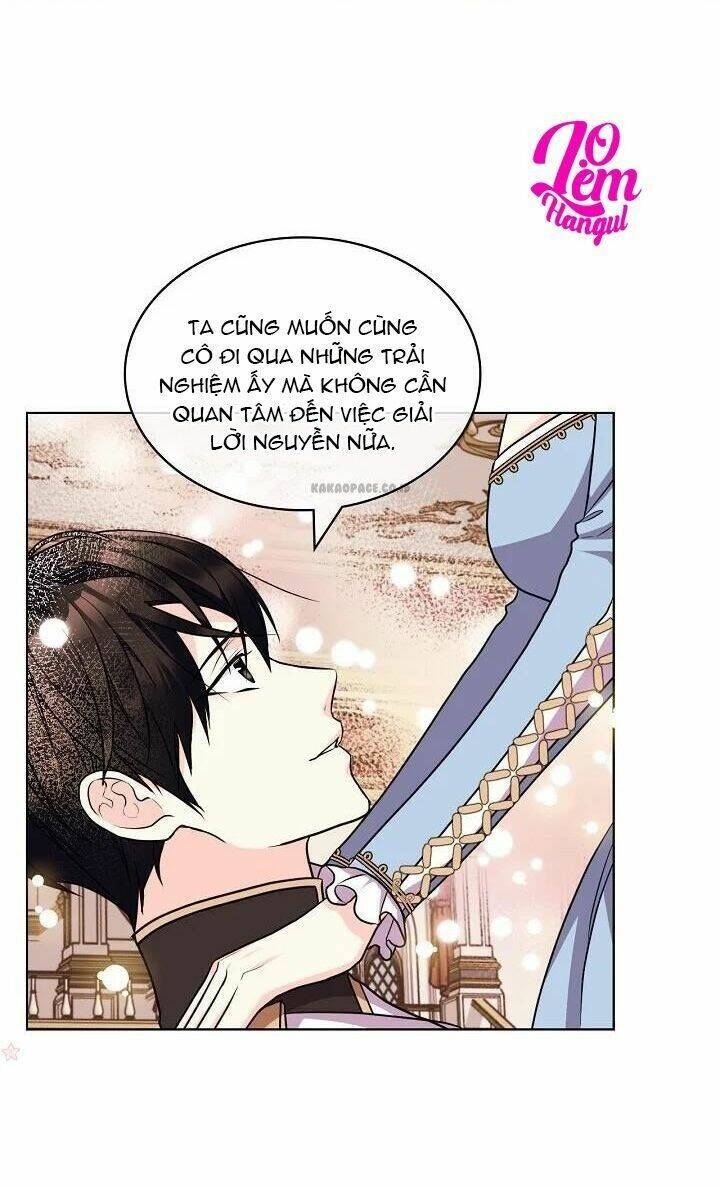 LỌ
LEM
Hangul
TA CŨNG MUỐN CÙNG
CÔ ĐI QUA NHỮNG TRẢI
NGHIỆM ẤY MÀ KHÔNG CẦN
QUAN TÂM ĐẾN VIỆC GIẢI
LỜI NGUYỀN NỮA.